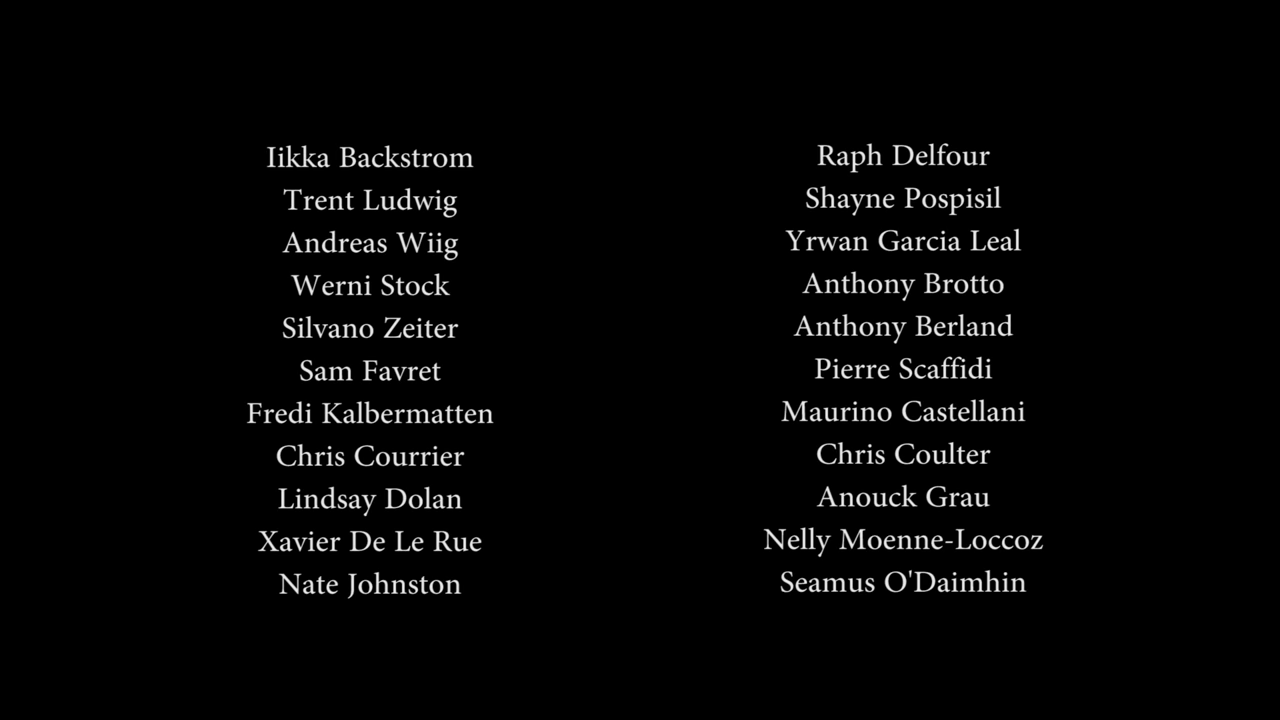 Iikka Backstrom
Trent Ludwig
Andreas Wiig
Werni Stock
Silvano Zeiter
Sam Favret
Fredi Kalbermatten
Chris Courrier
Lindsay Dolan
Xavier De Le Rue
Nate Johnston
Raph Delfour
Shayne Pospisil
Yrwan Garcia Leal
Anthony Brotto
Anthony Berland
Pierre Scaffidi
Maurino Castellani
Chris Coulter
Anouck Grau
Nelly Moenne-Loccoz
Seamus O'Daimhin